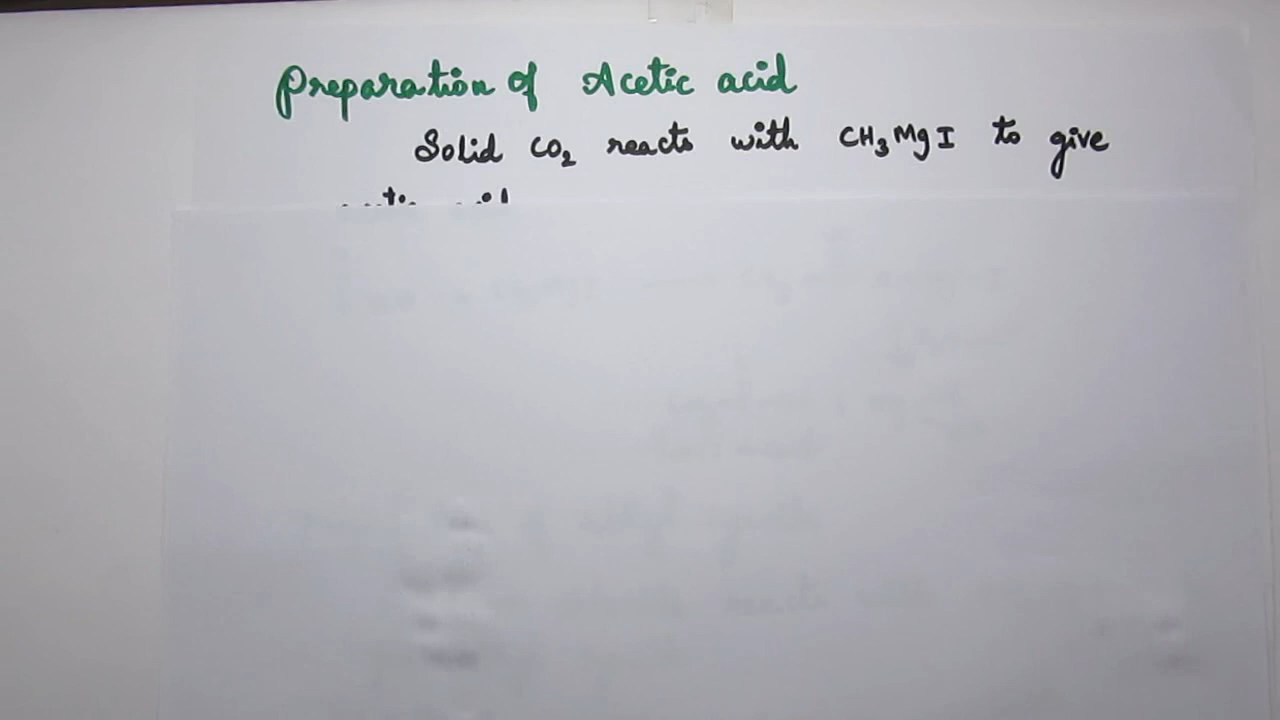 Preparation of Acetic acid
Solid CO₂ reacts with CH₃MgI to give